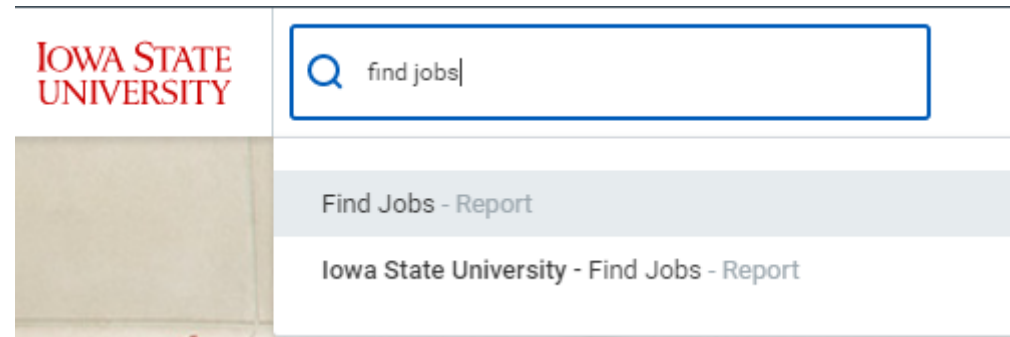 IOWA STATE
UNIVERSITY
find jobs
Find Jobs - Report
Iowa State University - Find Jobs - Report